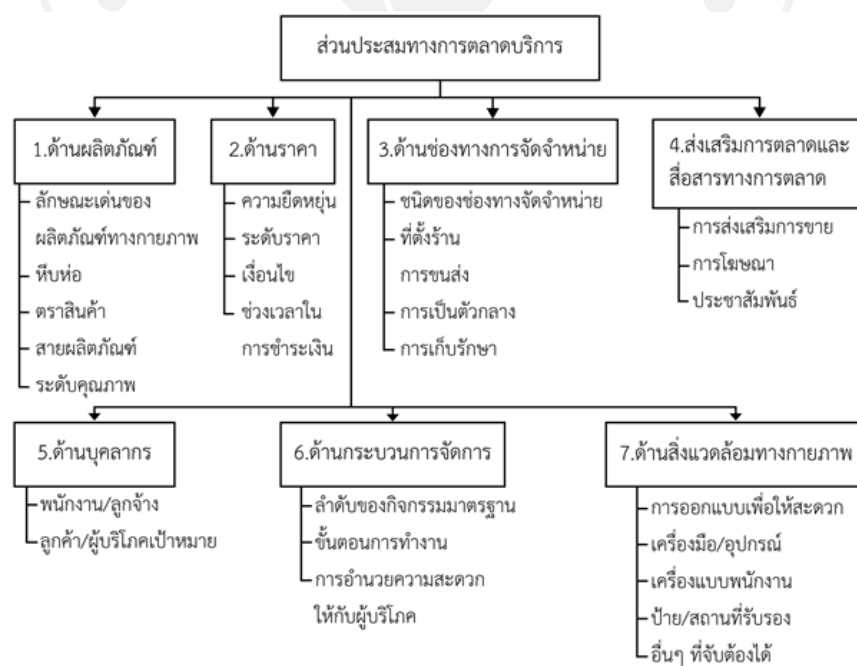 ส่วนประสมทางการตลาดบริการ
1.ด้านผลิตภัณฑ์
ลักษณะเด่นของ
ผลิตภัณฑ์ทางกายภาพ
หีบห่อ
ตราสินค้า
สายผลิตภัณฑ์
ระดับคุณภาพ
2.ด้านราคา
ความยืดหยุ่น
ระดับราคา
เงื่อนไข
ช่วงเวลาใน
การชำระเงิน
3.ด้านช่องทางการจัดจำหน่าย
ชนิดของช่องทางจัดจำหน่าย
ที่ตั้งร้าน
การขนส่ง
การเป็นตัวกลาง
การเก็บรักษา
4.ส่งเสริมการตลาดและ
สื่อสารทางการตลาด
การส่งเสริมการขาย
การโฆษณา
ประชาสัมพันธ์
5.ด้านบุคลากร
พนักงาน/ลูกจ้าง
ลูกค้า/ผู้บริโภคเป้าหมาย
6.ด้านกระบวนการจัดการ
ลำดับของกิจกรรมมาตรฐาน
ขั้นตอนการทำงาน
การอำนวยความสะดวก
ให้กับผู้บริโภค
7.ด้านสิ่งแวดล้อมทางกายภาพ
การออกแบบเพื่อให้สะดวก
เครื่องมือ/อุปกรณ์
เครื่องแบบพนักงาน
ป้าย/สถานที่รับรอง
อื่นๆ ที่จับต้องได้